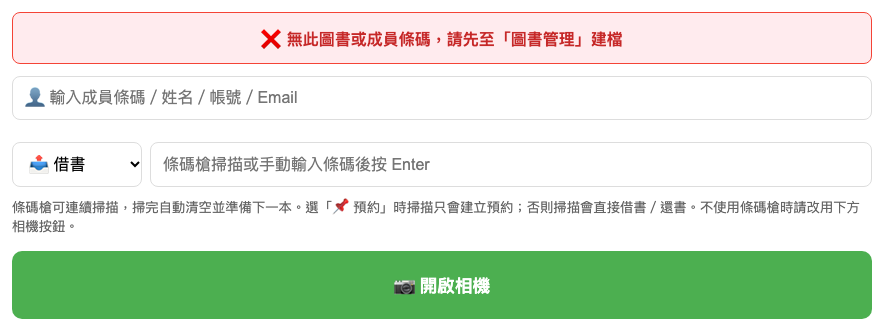 ❌ 無此圖書或成員條碼，請先至「圖書管理」建檔
👤 輸入成員條碼 / 姓名 / 帳號 / Email
📤 借書
條碼槍掃描或手動輸入條碼後按 Enter
條碼槍可連續掃描，掃完自動清空並準備下一本。選「📌 預約」時掃描只會建立預約；否則掃描會直接借書 / 還書。不使用條碼槍時請改用下方
相機按鈕。
📷 開啟相機